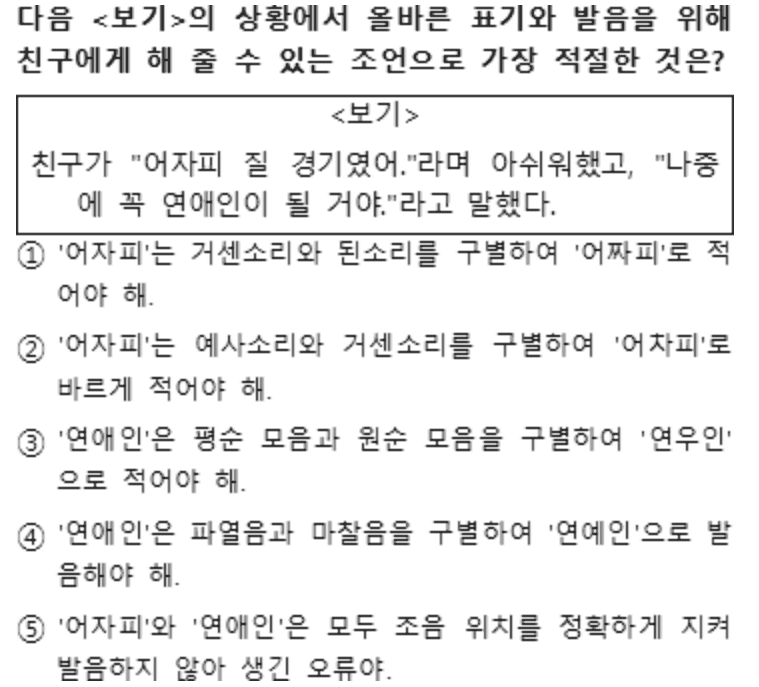 다음 <보기>의 상황에서 올바른 표기와 발음을 위해
친구에게 해 줄 수 있는 조언으로 가장 적절한 것은?
<보기>
친구가 "어자피 질 경기였어."라며 아쉬워했고, "나중
에 꼭 연애인이 될 거야."라고 말했다.
① '어자피'는 거센소리와 된소리를 구별하여 '어짜피'로 적
어야 해.
② '어자피'는 예사소리와 거센소리를 구별하여 '어차피'로
바르게 적어야 해.
③ '연애인'은 평순 모음과 원순 모음을 구별하여 '연우인'
으로 적어야 해.
④ '연애인'은 파열음과 마찰음을 구별하여 '연예인'으로 발
음해야 해.
⑤ '어자피'와 '연애인'은 모두 조음 위치를 정확하게 지켜
발음하지 않아 생긴 오류야.